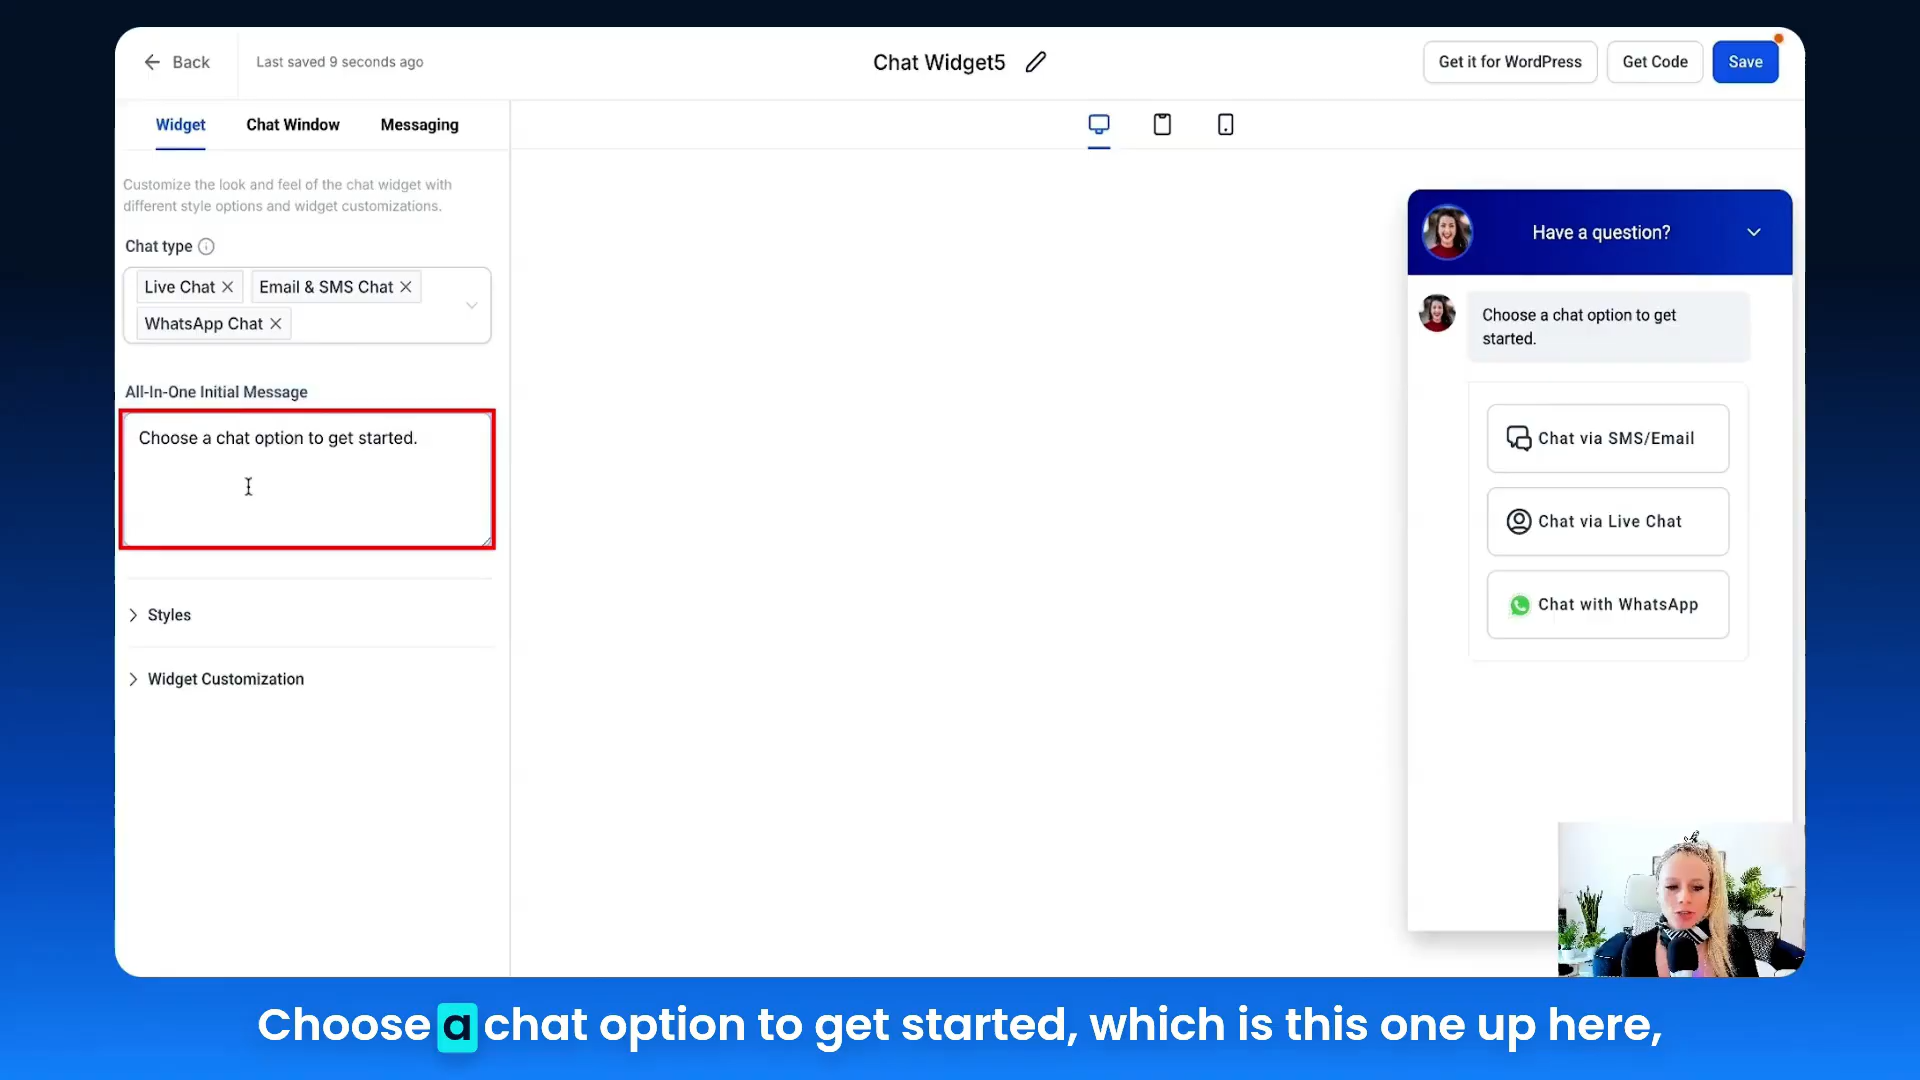 Back
Last saved 9 seconds ago
Chat Widget5
Get it for WordPress
Get Code
Save
Widget
Chat Window
Messaging
Customize the look and feel of the chat widget with
different style options and widget customizations.
Chat type
Live Chat
Email & SMS Chat
WhatsApp Chat
All-In-One Initial Message
Choose a chat option to get started.
Styles
Widget Customization
Have a question?
Choose a chat option to get
started.
Chat via SMS/Email
Chat via Live Chat
Chat with WhatsApp
Choose a chat option to get started, which is this one up here,